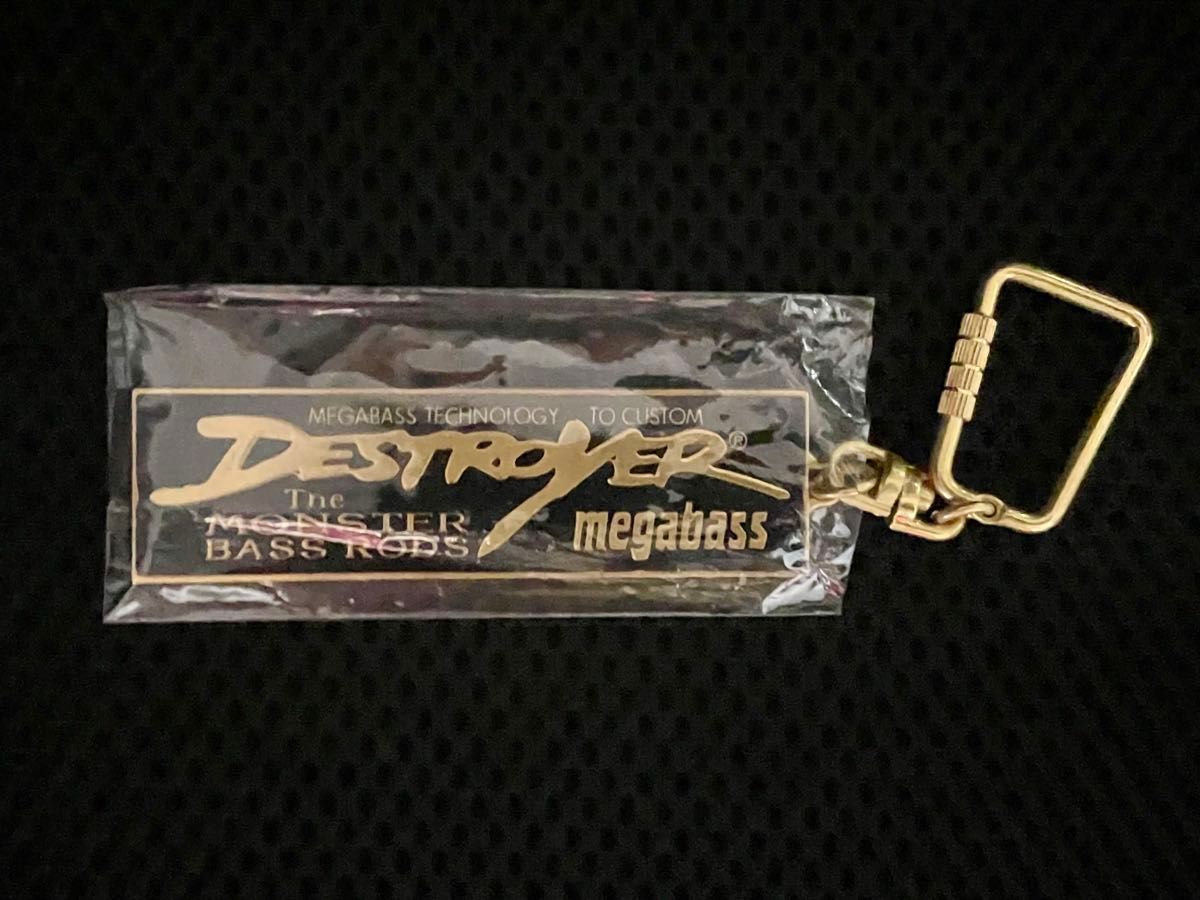 MEGABASS TECHNOLOGY TO CUSTOM
DESTROYER®
The
MONSTER
BASS RODS
megabass